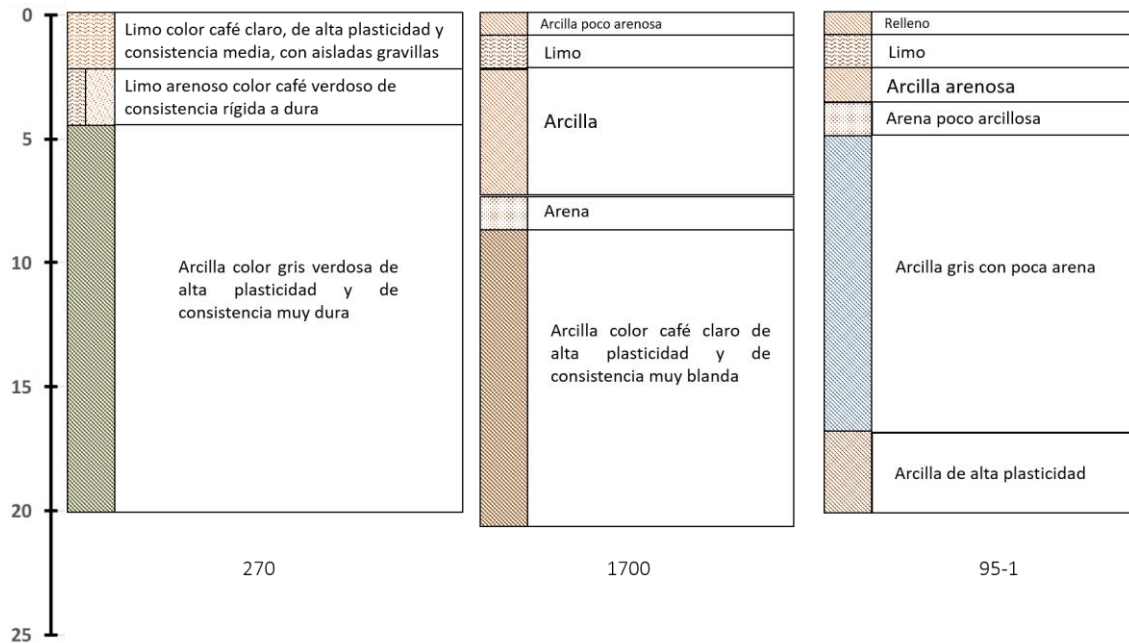 0
5
10
15
20
25
Limo color café claro, de alta plasticidad y
consistencia media, con aisladas gravillas
Limo arenoso color café verdoso de
consistencia rígida a dura
Arcilla color gris verdosa de
alta plasticidad y de
consistencia muy dura
270
Arcilla poco arenosa
Limo
Arcilla
Arena
Arcilla color café claro de
alta plasticidad y de
consistencia muy blanda
1700
Relleno
Limo
Arcilla arenosa
Arena poco arcillosa
Arcilla gris con poca arena
Arcilla de alta plasticidad
95-1